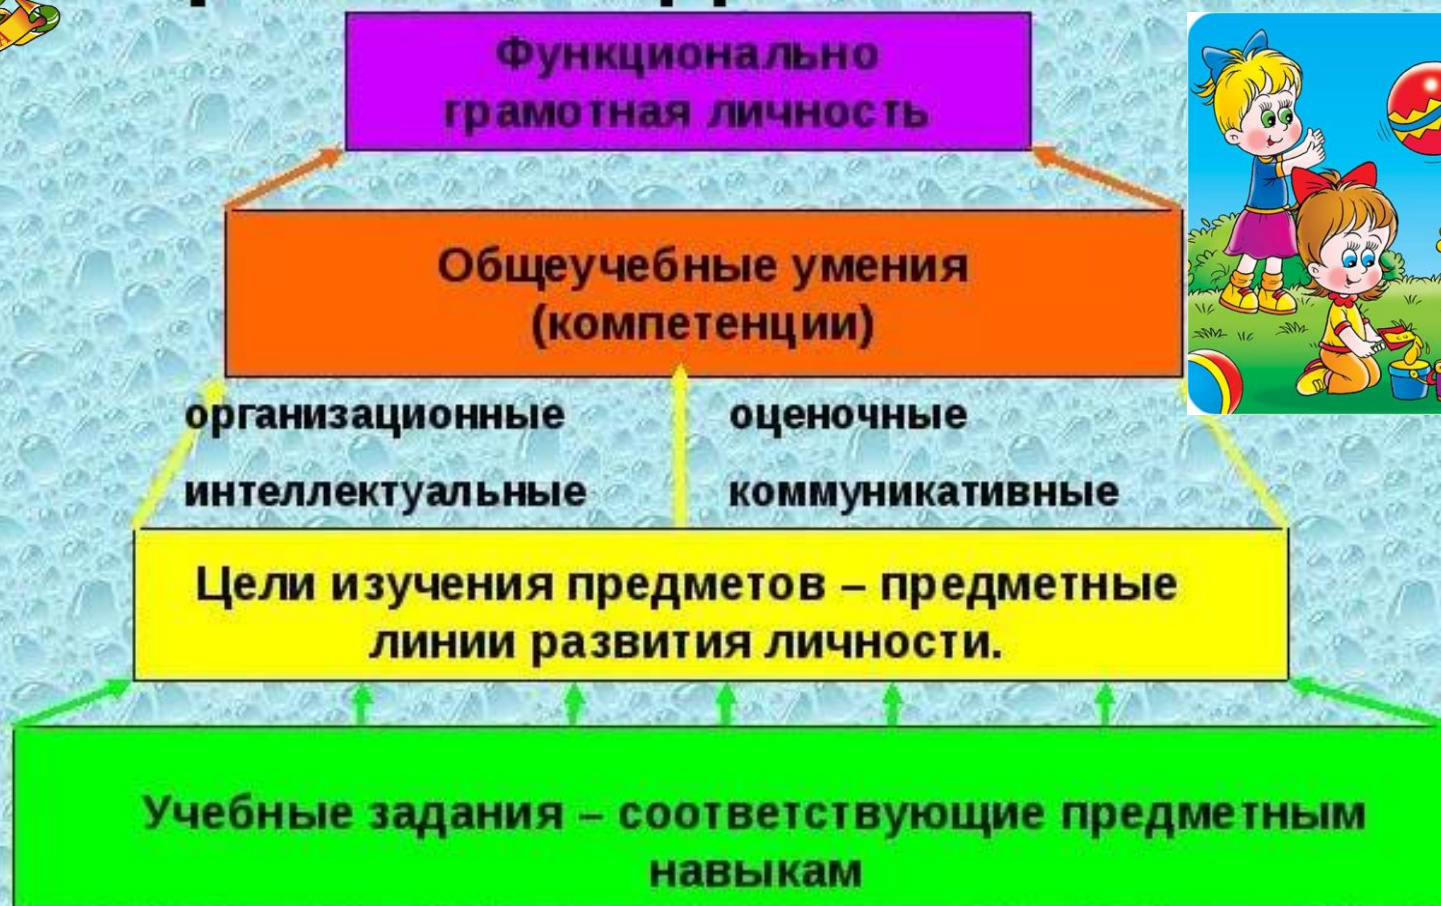 Функционально
грамотная личность
Общеучебные умения
(компетенции)
организационные оценочные
интеллектуальные коммуникативные
Цели изучения предметов – предметные
линии развития личности.
Учебные задания – соответствующие предметным
навыкам